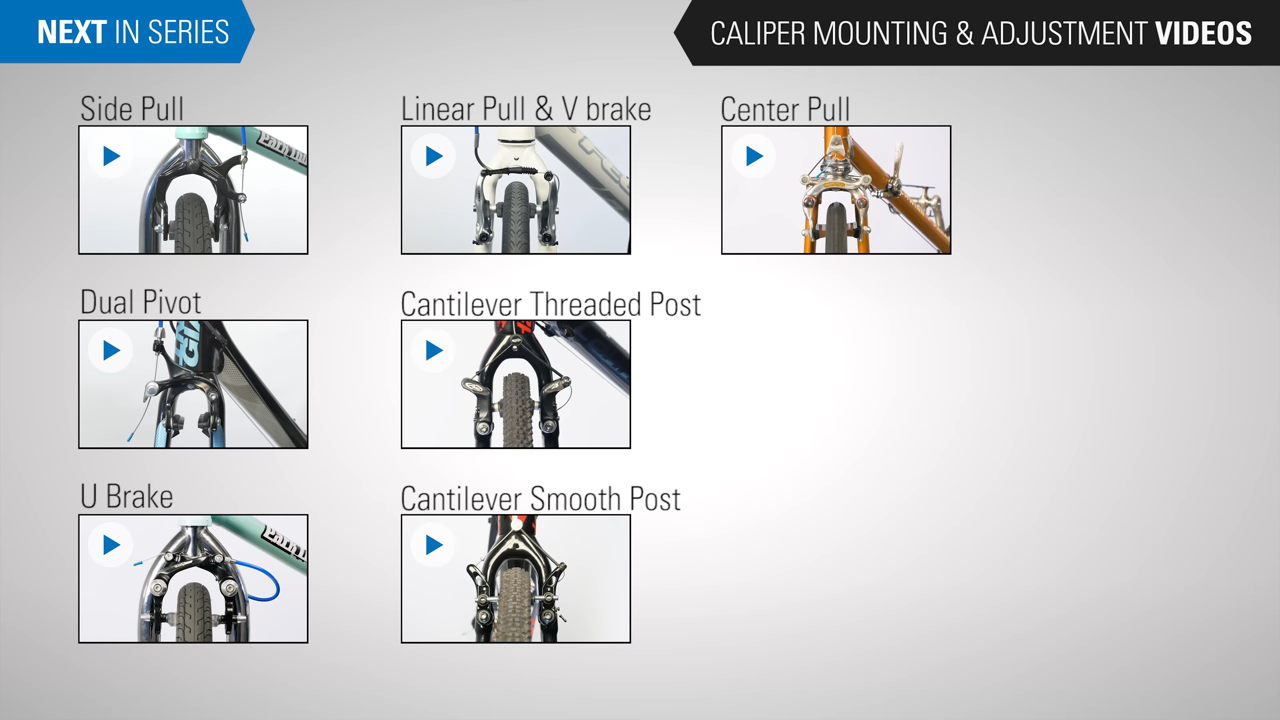 NEXT IN SERIES
CALIPER MOUNTING & ADJUSTMENT VIDEOS
Side Pull
Linear Pull & V brake
Center Pull
Dual Pivot
Cantilever Threaded Post
U Brake
Cantilever Smooth Post